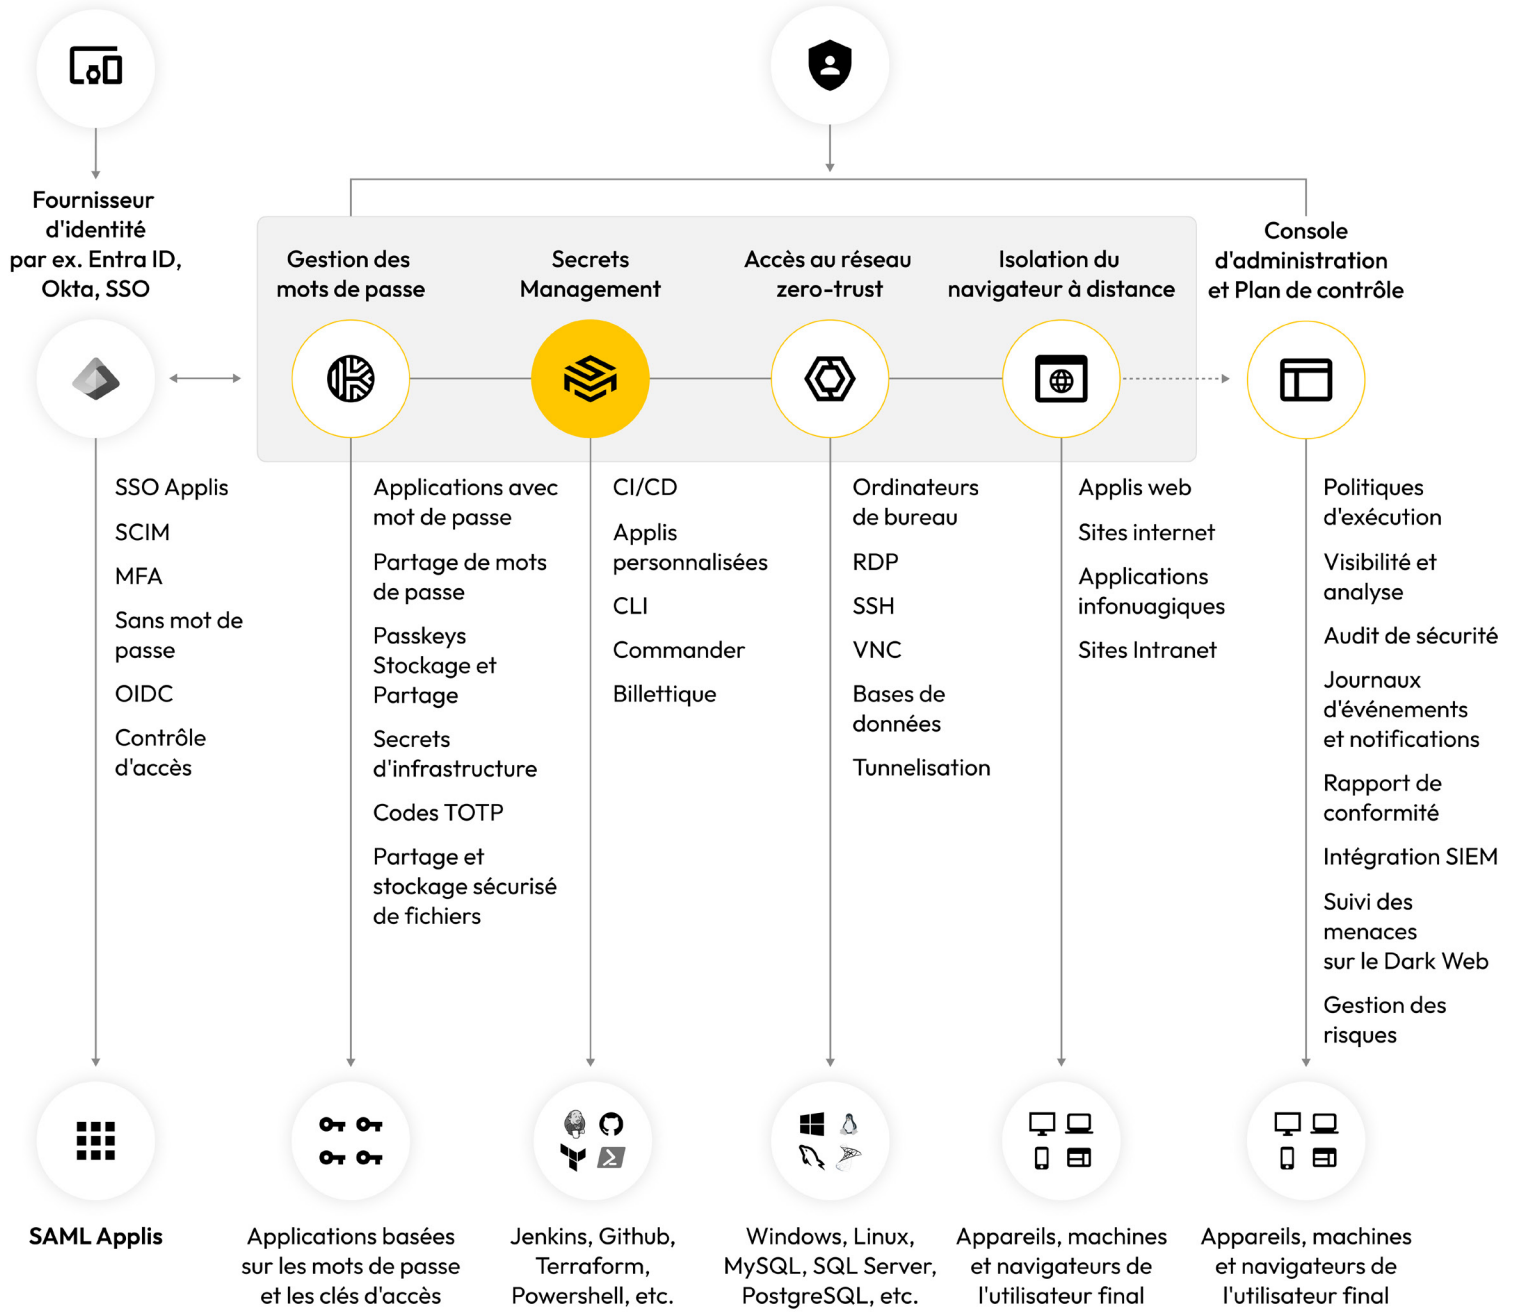 Fournisseur
d'identité
par ex. Entra ID,
Okta, SSO
Gestion des
mots de passe
Secrets
Management
Accès au réseau
zero-trust
Isolation du
navigateur à distance
Console
d'administration
et Plan de contrôle
SSO Applis
SCIM
MFA
Sans mot de
passe
OIDC
Contrôle
d'accès
Applications avec
mot de passe
Partage de mots
de passe
Passkeys
Stockage et
Partage
Secrets
d'infrastructure
Codes TOTP
Partage et
stockage sécurisé
de fichiers
CI/CD
Applis
personnalisées
CLI
Commander
Billettique
Ordinateurs
de bureau
RDP
SSH
VNC
Bases de
données
Tunnelisation
Applis web
Sites internet
Applications
infonuagiques
Sites Intranet
Politiques
d'exécution
Visibilité et
analyse
Audit de sécurité
Journaux
d'événements
et notifications
Rapport de
conformité
Intégration SIEM
Suivi des
menaces
sur le Dark Web
Gestion des
risques
SAML Applis
Applications basées
sur les mots de passe
et les clés d'accès
Jenkins, Github,
Terraform,
Powershell, etc.
Windows, Linux,
MySQL, SQL Server,
PostgreSQL, etc.
Appareils, machines
et navigateurs de
l'utilisateur final
Appareils, machines
et navigateurs de
l'utilisateur final